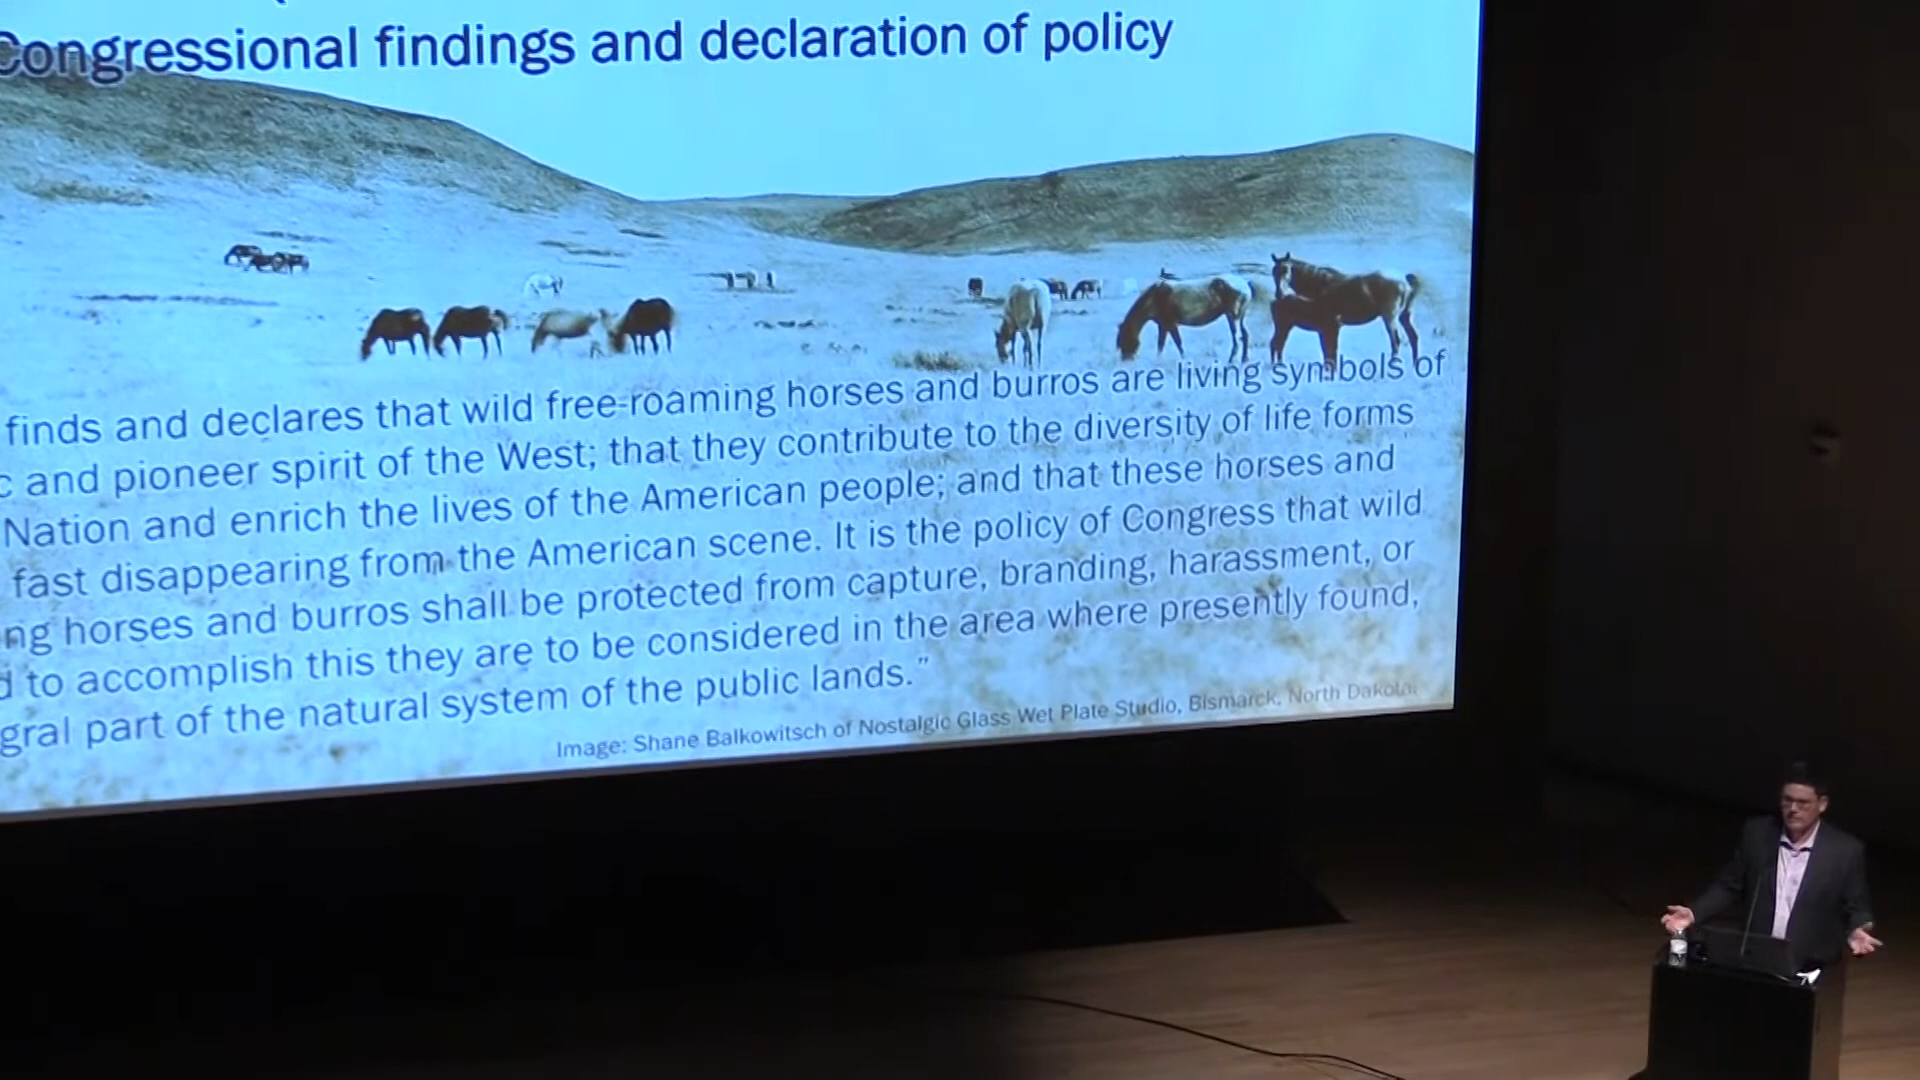 Congressional findings and declaration of policy
finds and declares that wild free-roaming horses and burros are living symbols of
c and pioneer spirit of the West; that they contribute to the diversity of life forms
Nation and enrich the lives of the American people; and that these horses and
fast disappearing from the American scene. It is the policy of Congress that wild
ng horses and burros shall be protected from capture, branding, harassment, or
d to accomplish this they are to be considered in the area where presently found,
gral part of the natural system of the public lands.”
Image: Shane Balkowitsch of Nostalgic Glass Wet Plate Studio, Bismarck, North Dakota.